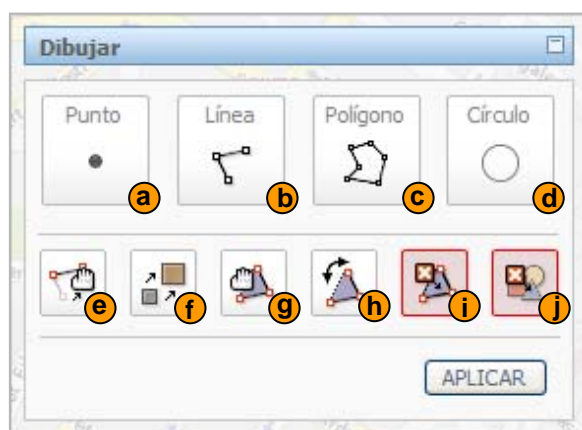 Dibujar
Punto Línea Polígono Círculo
a b c d
e f g h i j
APLICAR